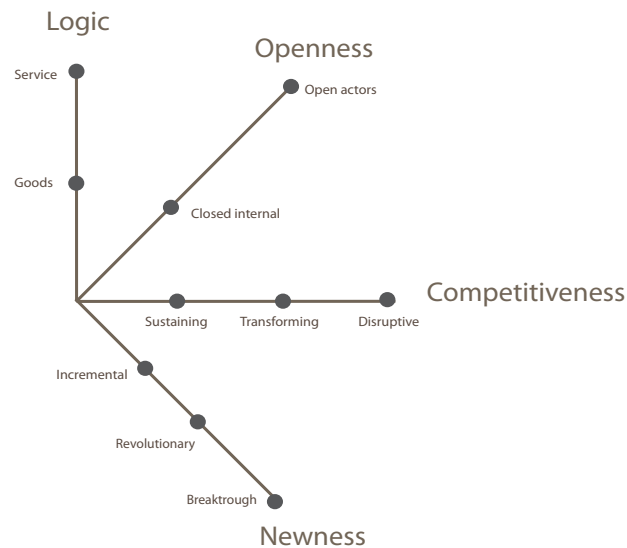 Logic
Openness
Service
Open actors
Goods
Closed internal
Competitiveness
Sustaining
Transforming
Disruptive
Incremental
Revolutionary
Breaktrough
Newness